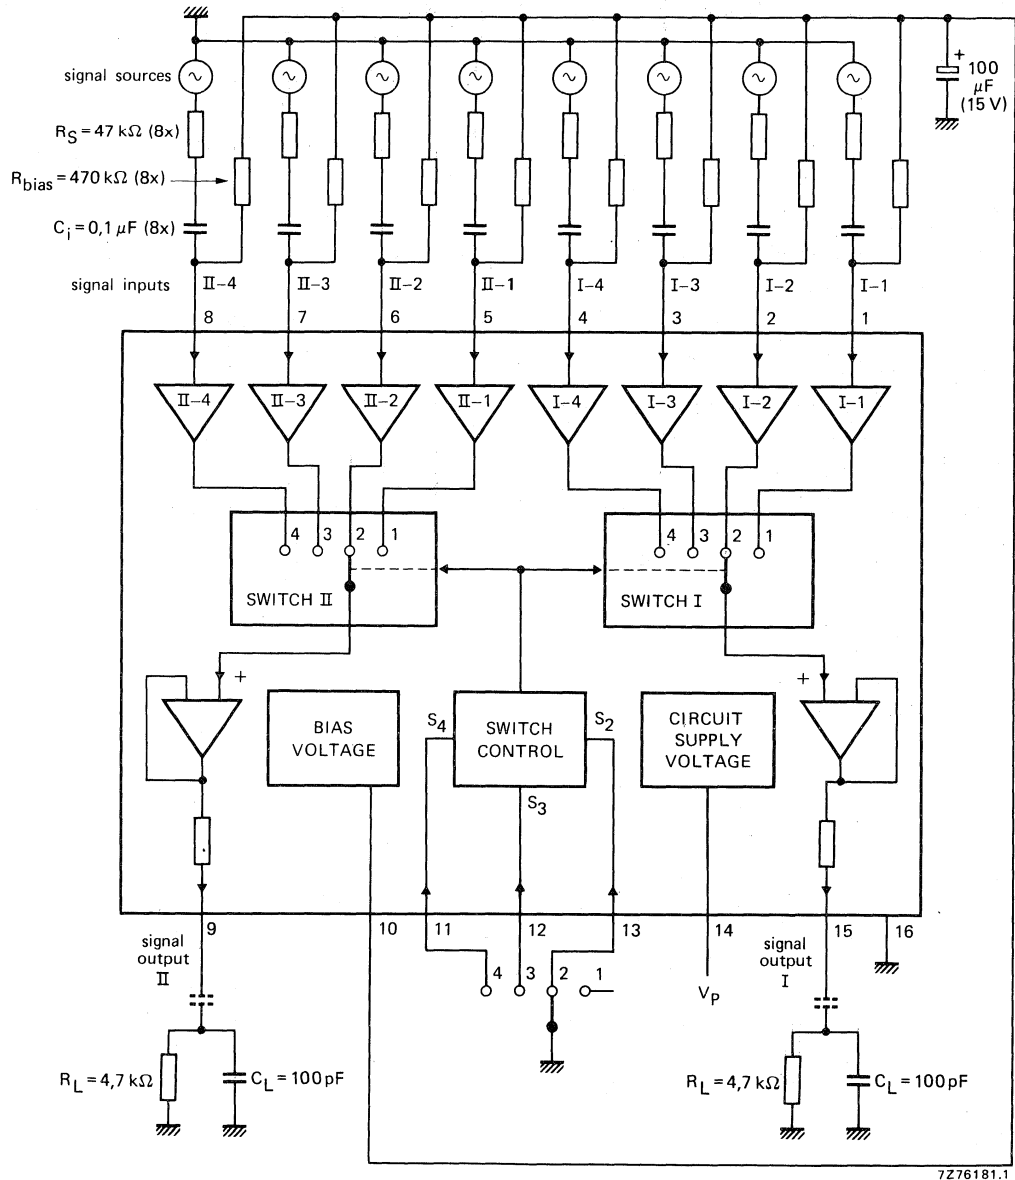 signal sources
+
100
μF
(15 V)
R_S = 47 kΩ (8x)
R_bias = 470 kΩ (8x)
C_i = 0,1 μF (8x)
signal inputs II–4 II–3 II–2 II–1 I–4 I–3 I–2 I–1
8 7 6 5 4 3 2 1
II–4 II–3 II–2 II–1 I–4 I–3 I–2 I–1
4 3 2 1 4 3 2 1
SWITCH II SWITCH I
+ +
BIAS
VOLTAGE
S4
SWITCH
CONTROL
S2
S3
CIRCUIT
SUPPLY
VOLTAGE
9 10 11 12 13 14 15 16
signal
output
II
4 3 2 1
V_P
signal
output
I
R_L = 4,7 kΩ C_L = 100 pF R_L = 4,7 kΩ C_L = 100 pF
7Z76181.1